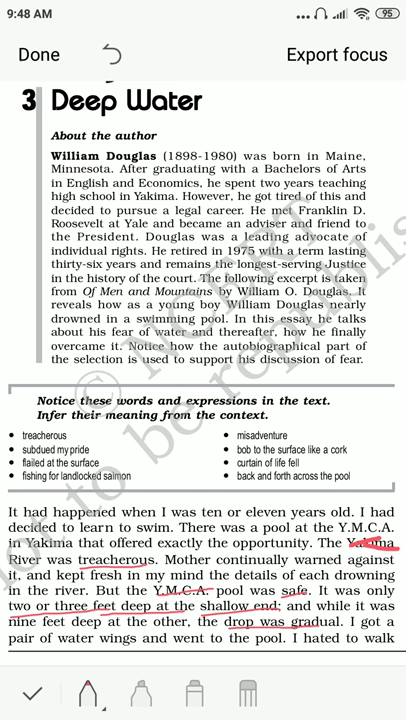 9:48 AM
95
Done
Export focus
3 Deep Water
About the author
William Douglas (1898-1980) was born in Maine,
Minnesota. After graduating with a Bachelors of Arts
in English and Economics, he spent two years teaching
high school in Yakima. However, he got tired of this and
decided to pursue a legal career. He met Franklin D.
Roosevelt at Yale and became an adviser and friend to
the President. Douglas was a leading advocate of
individual rights. He retired in 1975 with a term lasting
thirty-six years and remains the longest-serving Justice
in the history of the court. The following excerpt is taken
from Of Men and Mountains by William O. Douglas. It
reveals how as a young boy William Douglas nearly
drowned in a swimming pool. In this essay he talks
about his fear of water and thereafter, how he finally
overcame it. Notice how the autobiographical part of
the selection is used to support his discussion of fear.
Notice these words and expressions in the text.
Infer their meaning from the context.
• treacherous
• subdued my pride
• flailed at the surface
• fishing for landlocked salmon
• misadventure
• bob to the surface like a cork
• curtain of life fell
• back and forth across the pool
It had happened when I was ten or eleven years old. I had
decided to learn to swim. There was a pool at the Y.M.C.A.
in Yakima that offered exactly the opportunity. The Yakima
River was treacherous. Mother continually warned against
it, and kept fresh in my mind the details of each drowning
in the river. But the Y.M.C.A. pool was safe. It was only
two or three feet deep at the shallow end; and while it was
nine feet deep at the other, the drop was gradual. I got a
pair of water wings and went to the pool. I hated to walk
© NCERT
not to be republis